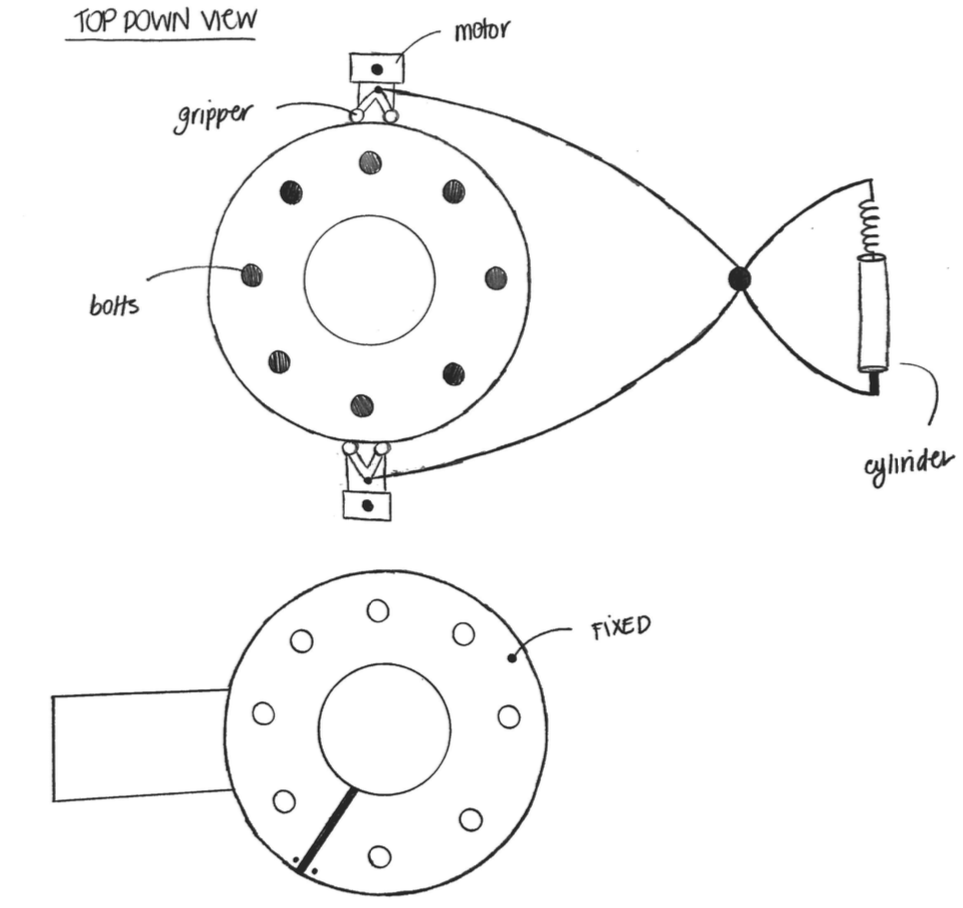 TOP DOWN VIEW
motor
gripper
bolts
cylinder
FIXED